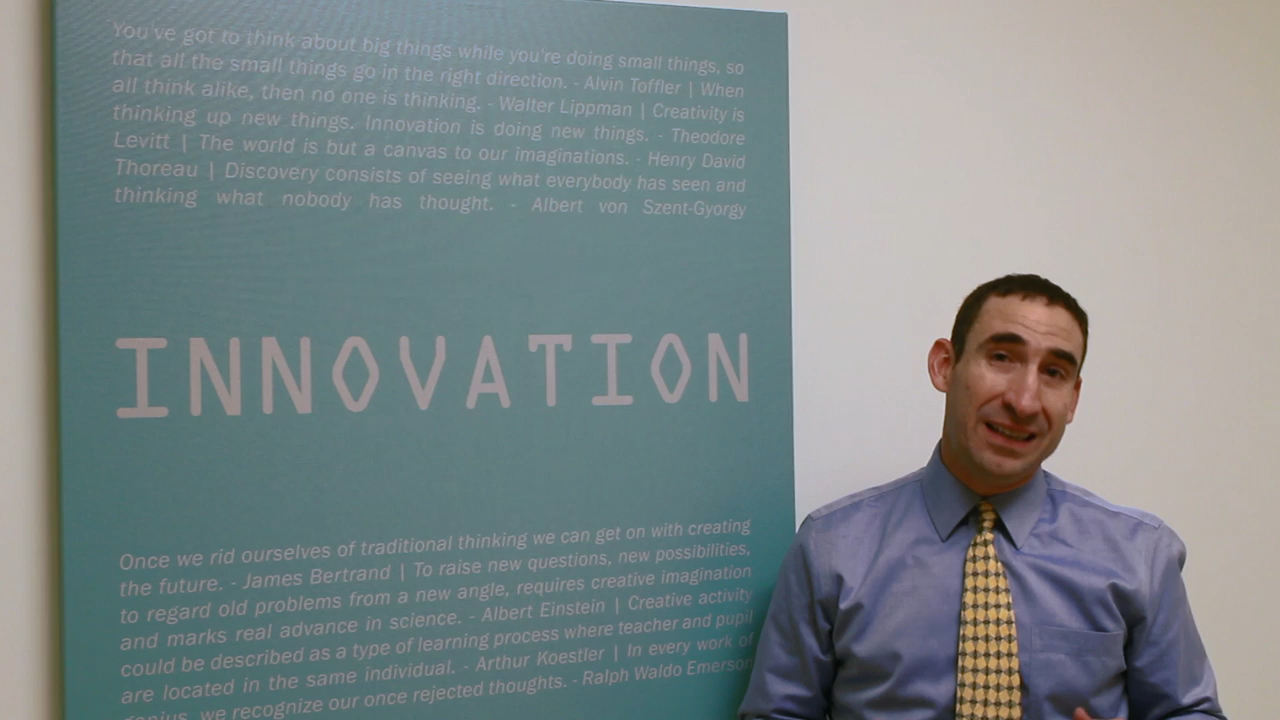 You've got to think about big things while you're doing small things, so
that all the small things go in the right direction. - Alvin Toffler | When
all think alike, then no one is thinking. - Walter Lippman | Creativity is
thinking up new things. Innovation is doing new things. - Theodore
Levitt | The world is but a canvas to our imaginations. - Henry David
Thoreau | Discovery consists of seeing what everybody has seen and
thinking what nobody has thought. - Albert von Szent-Gyorgy
INNOVATION
Once we rid ourselves of traditional thinking we can get on with creating
the future. - James Bertrand | To raise new questions, new possibilities,
to regard old problems from a new angle, requires creative imagination
and marks real advance in science. - Albert Einstein | Creative activity
could be described as a type of learning process where teacher and pupil
are located in the same individual. - Arthur Koestler | In every work of
genius, we recognize our once rejected thoughts. - Ralph Waldo Emerson